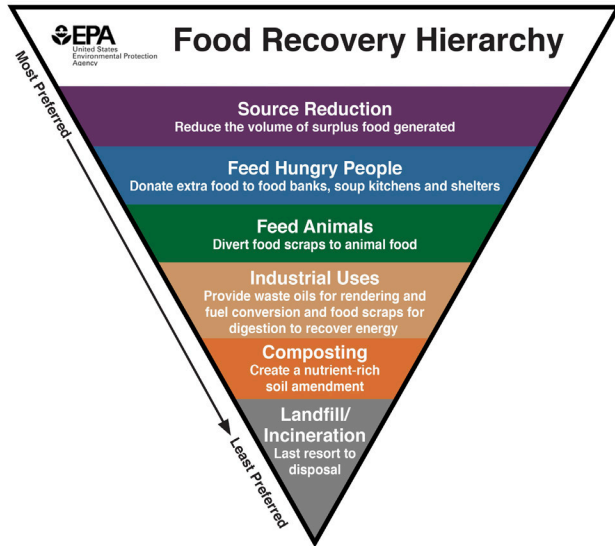 EPA
United States
Environmental Protection
Agency
Food Recovery Hierarchy
Most Preferred
Source Reduction
Reduce the volume of surplus food generated
Feed Hungry People
Donate extra food to food banks, soup kitchens and shelters
Feed Animals
Divert food scraps to animal food
Industrial Uses
Provide waste oils for rendering and
fuel conversion and food scraps for
digestion to recover energy
Composting
Create a nutrient-rich
soil amendment
Landfill/
Incineration
Last resort to
disposal
Least Preferred